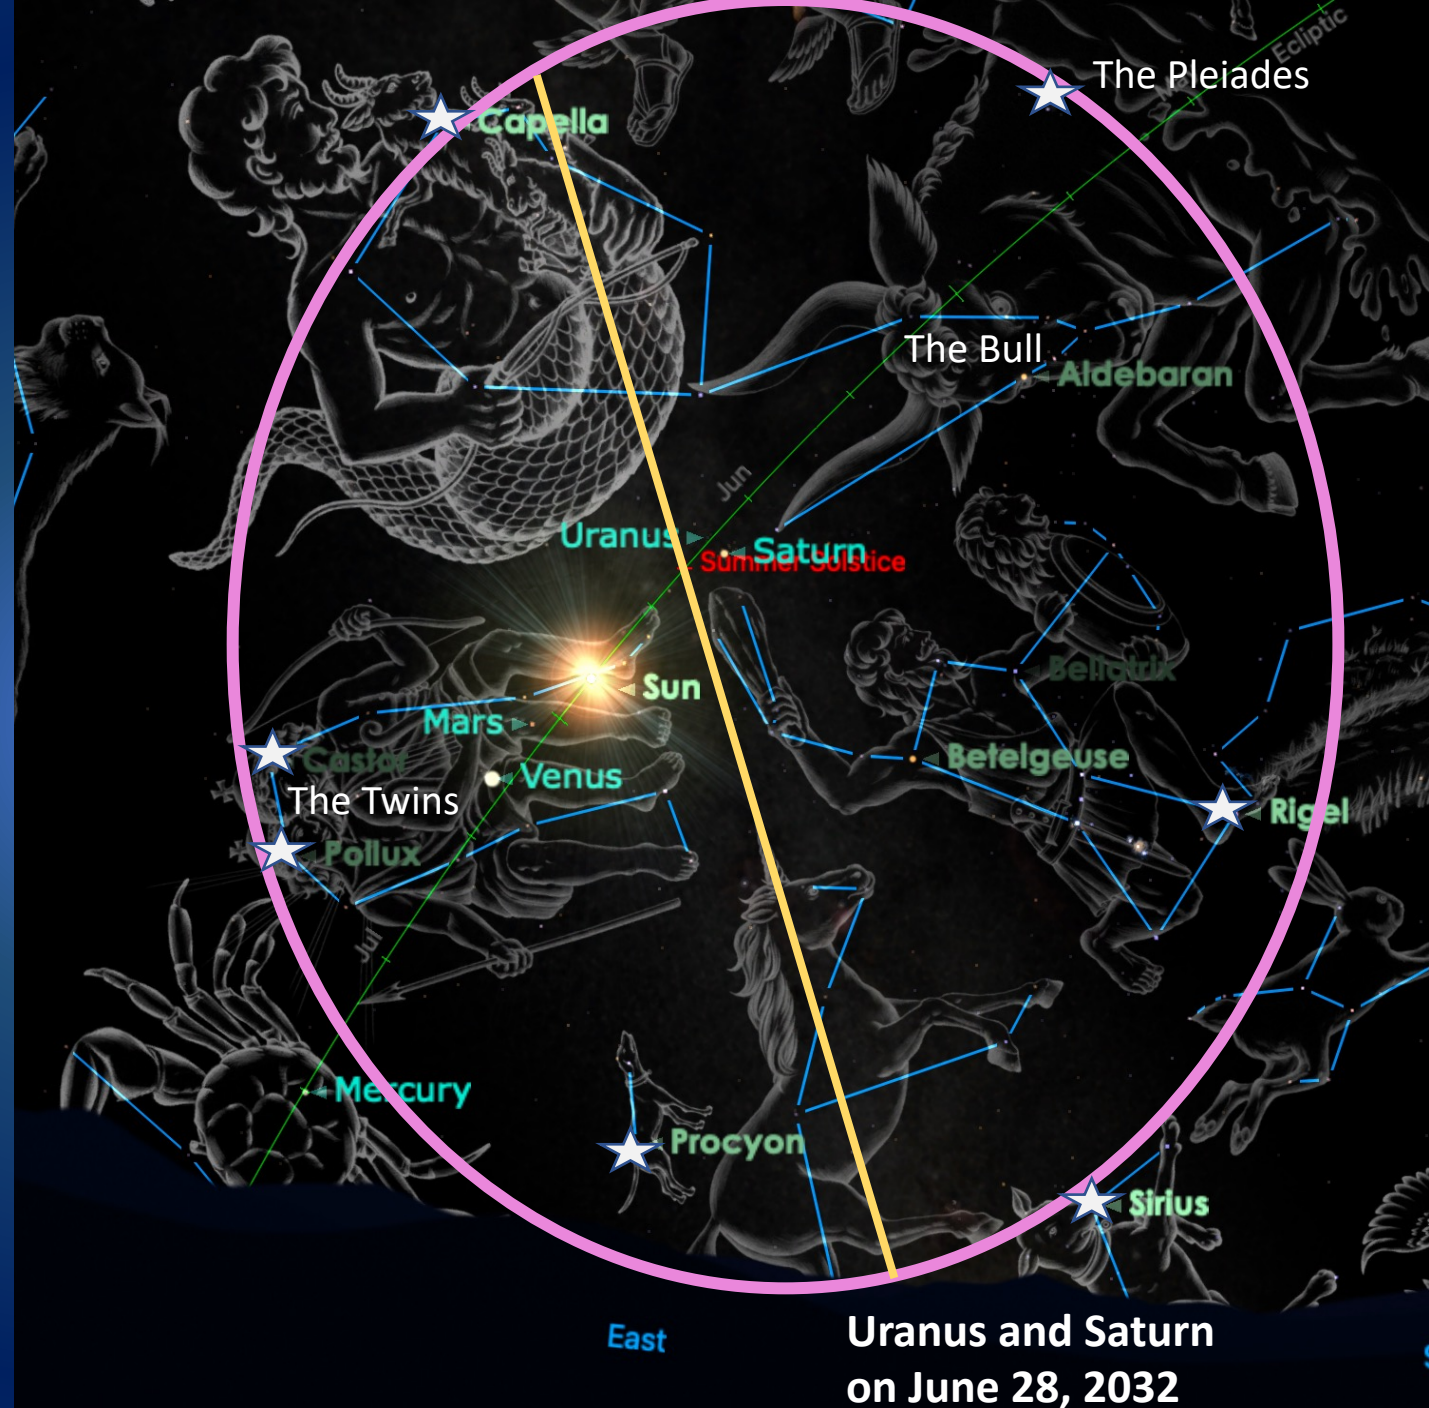 The Pleiades
Ecliptic
Capella
The Bull
Aldebaran
Jun
Uranus
Saturn
Summer Solstice
Bellatrix
Sun
Mars
Castor
Venus
Betelgeuse
The Twins
Rigel
Pollux
Jul
Mercury
Procyon
Sirius
East
Uranus and Saturn
on June 28, 2032